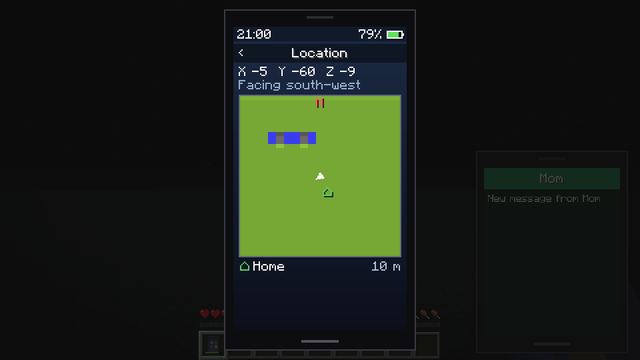 21:00 79%
< Location
X -5 Y -60 Z -9
Facing south-west
Home 10 m
Mom
New message from Mom